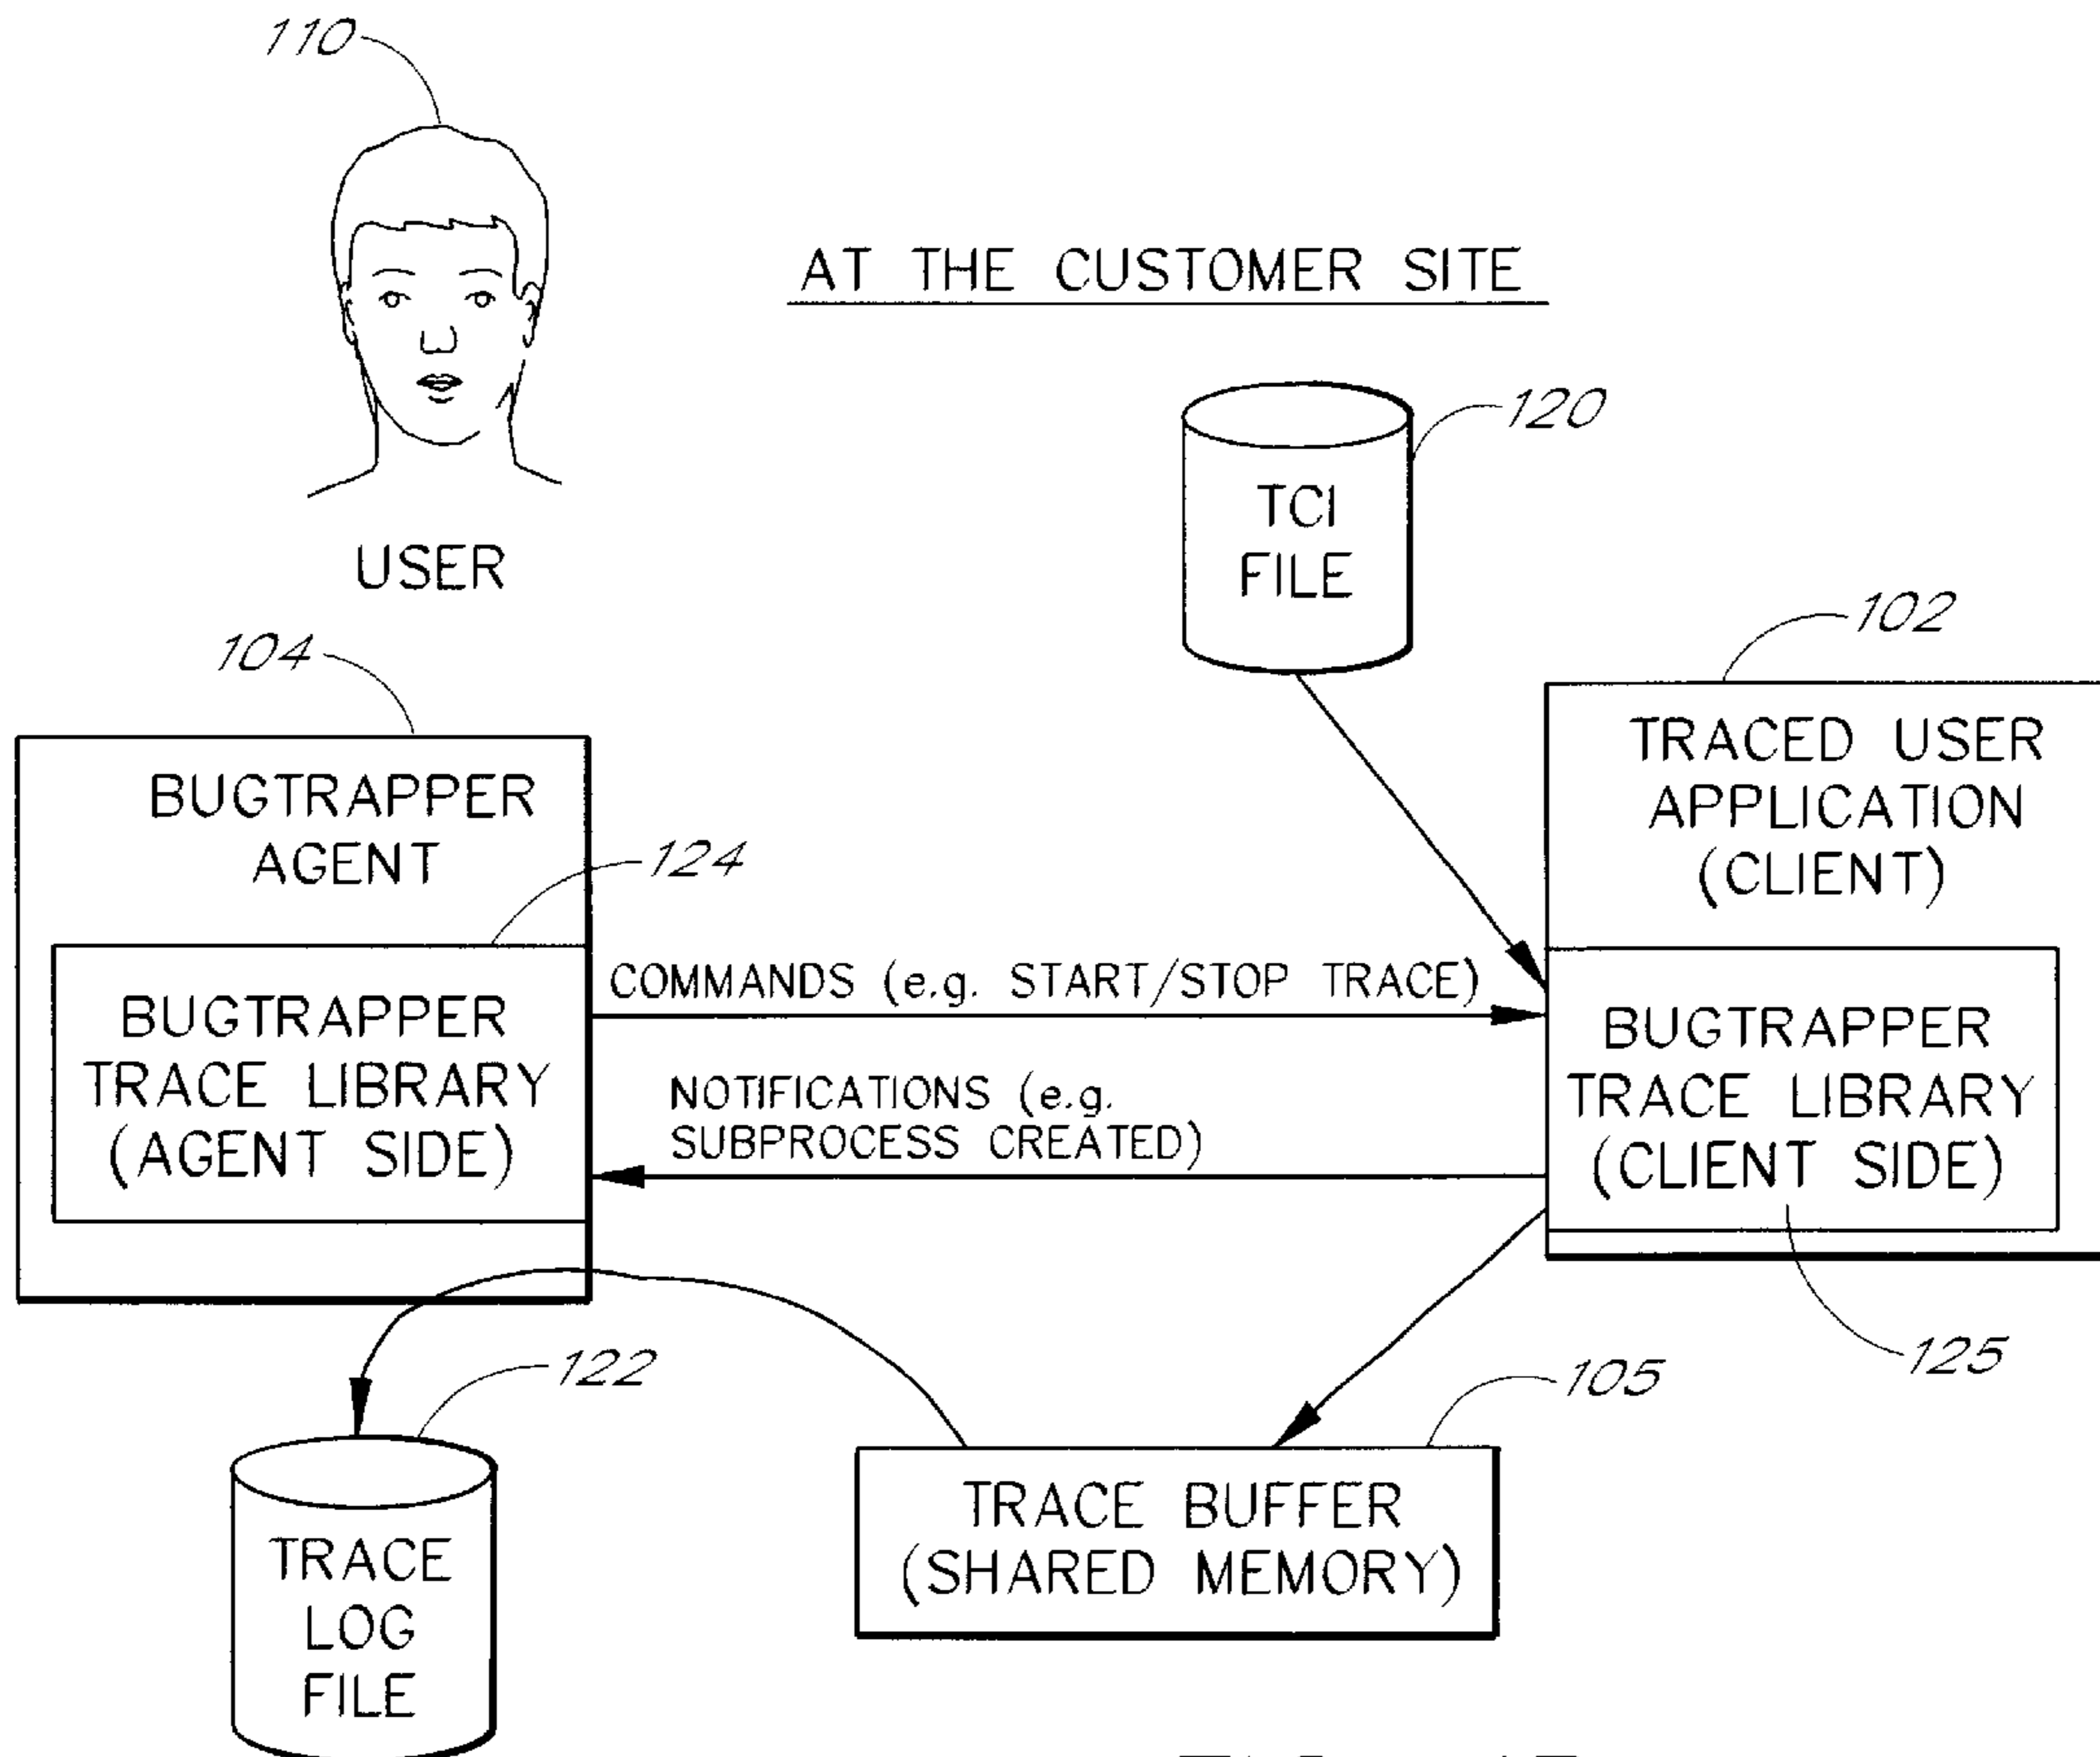 110
AT THE CUSTOMER SITE
120
TCI
FILE
USER
102
104
TRACED USER
APPLICATION
(CLIENT)
BUGTRAPPER
AGENT
124
COMMANDS (e.g. START/STOP TRACE)
BUGTRAPPER
TRACE LIBRARY
(AGENT SIDE)
BUGTRAPPER
TRACE LIBRARY
(CLIENT SIDE)
NOTIFICATIONS (e.g.
SUBPROCESS CREATED)
122
105
125
TRACE BUFFER
(SHARED MEMORY)
TRACE
LOG
FILE